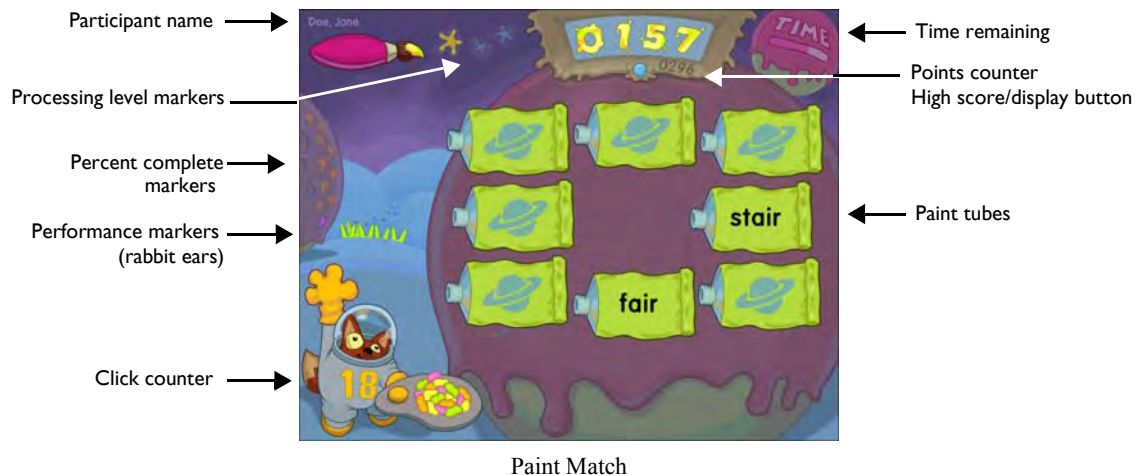 Participant name
Processing level markers
Percent complete
markers
Performance markers
(rabbit ears)
Click counter
Doe, Jane
0157
0296
TIME
stair
fair
18
Time remaining
Points counter
High score/display button
Paint tubes
Paint Match